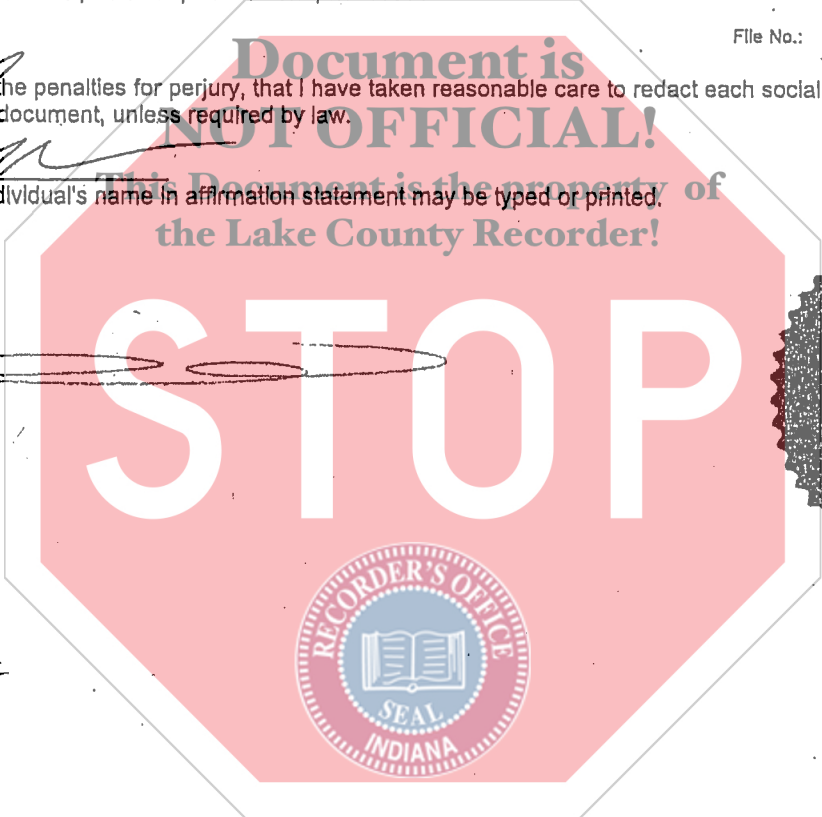 File No.:
Document is
he penalties for perjury, that I have taken reasonable care to redact each social
document, unless required by law.
NOT OFFICIAL!
This Document is the property of
dividual's name in affirmation statement may be typed or printed.
the Lake County Recorder!
STOP
RECORDER'S OFFICE
SEAL
INDIANA